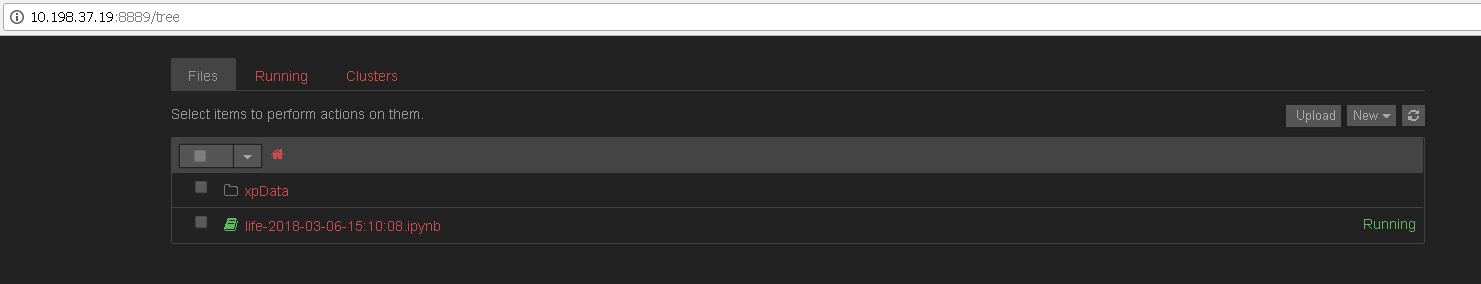 10.198.37.19:8889/tree
Files Running Clusters
Select items to perform actions on them.
Upload New
xpData
life-2018-03-06-15:10:08.ipynb Running